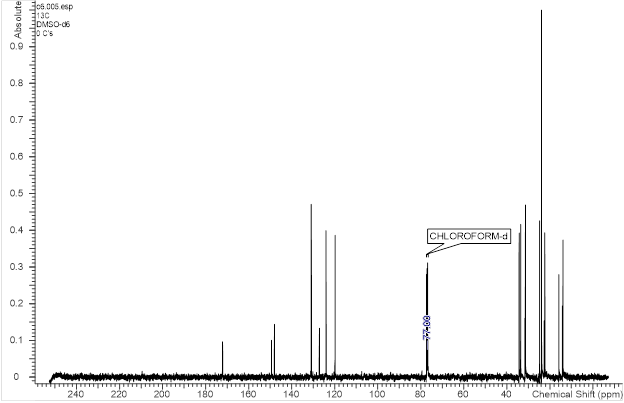 c6.005.esp
13C
DMSO-d6
0 C's
Absolute
0.9
0.8
0.7
0.6
0.5
0.4
0.3
0.2
0.1
0
CHLOROFORM-d
77.00
240 220 200 180 160 140 120 100 80 60 40 Chemical Shift (ppm)